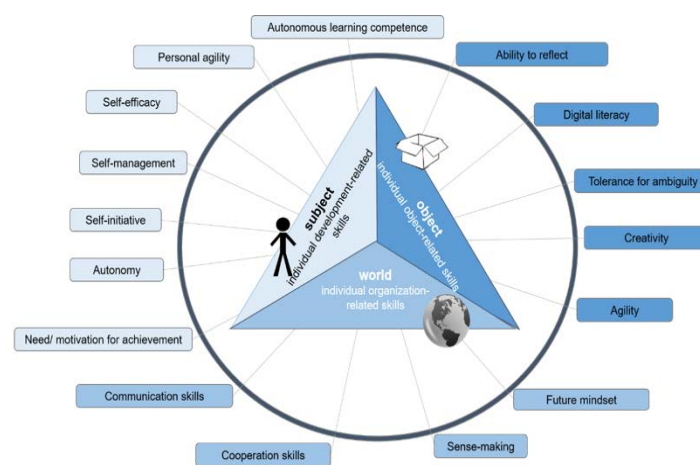 Autonomous learning competence
Personal agility
Ability to reflect
Self-efficacy
Digital literacy
Self-management
Tolerance for ambiguity
Self-initiative
Creativity
Autonomy
Agility
Need/ motivation for achievement
Future mindset
Communication skills
Sense-making
Cooperation skills
subject
individual development-related
skills
object
individual object-related skills
world
individual organization-
related skills